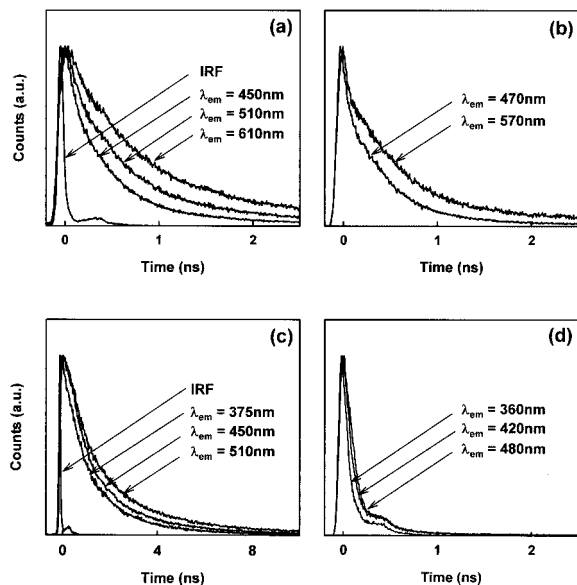 (a)
IRF
λem = 450nm
λem = 510nm
λem = 610nm
Counts (a.u.)
0 1 2
Time (ns)
(b)
λem = 470nm
λem = 570nm
0 1 2
Time (ns)
(c)
IRF
λem = 375nm
λem = 450nm
λem = 510nm
Counts (a.u.)
0 4 8
Time (ns)
(d)
λem = 360nm
λem = 420nm
λem = 480nm
0 1 2
Time (ns)